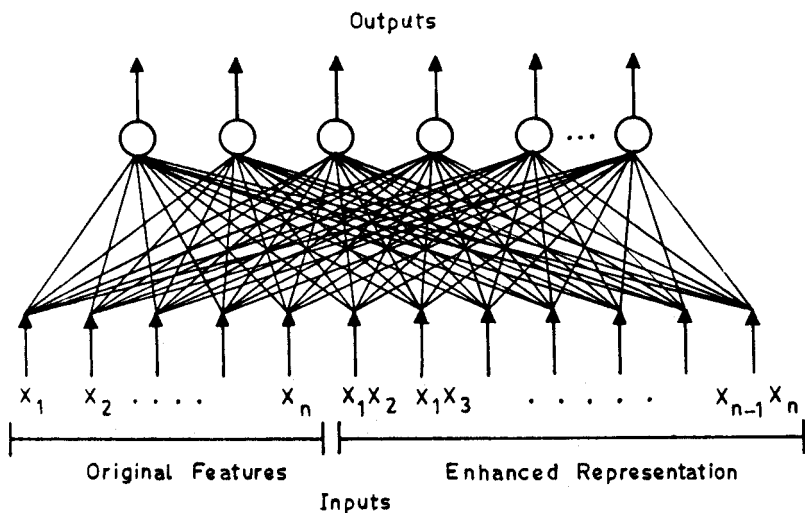 Outputs
...
X₁ X₂ .... Xₙ X₁X₂ X₁X₃ ...... Xₙ₋₁Xₙ
Original Features Enhanced Representation
Inputs